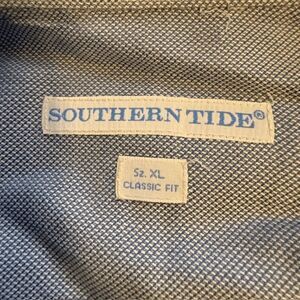 SOUTHERN TIDE®
Sz. XL
CLASSIC FIT